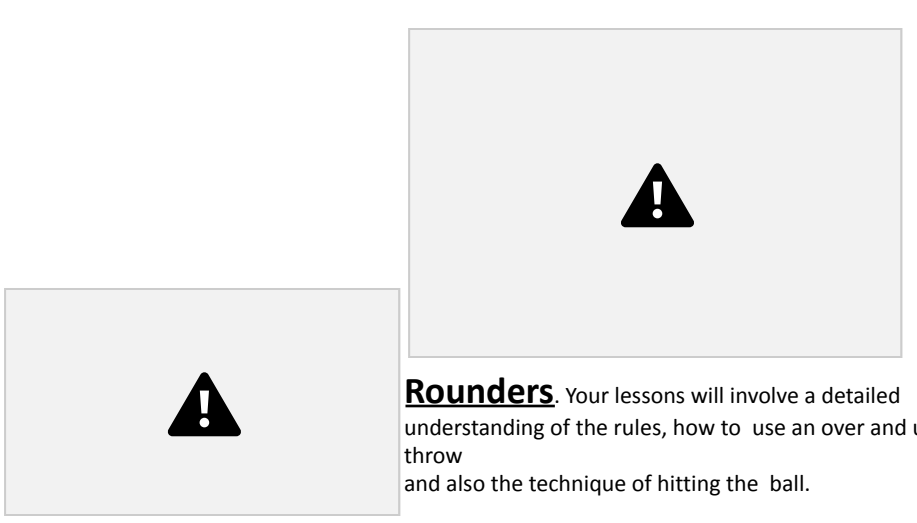 Rounders. Your lessons will involve a detailed
understanding of the rules, how to use an over and
throw
and also the technique of hitting the ball.